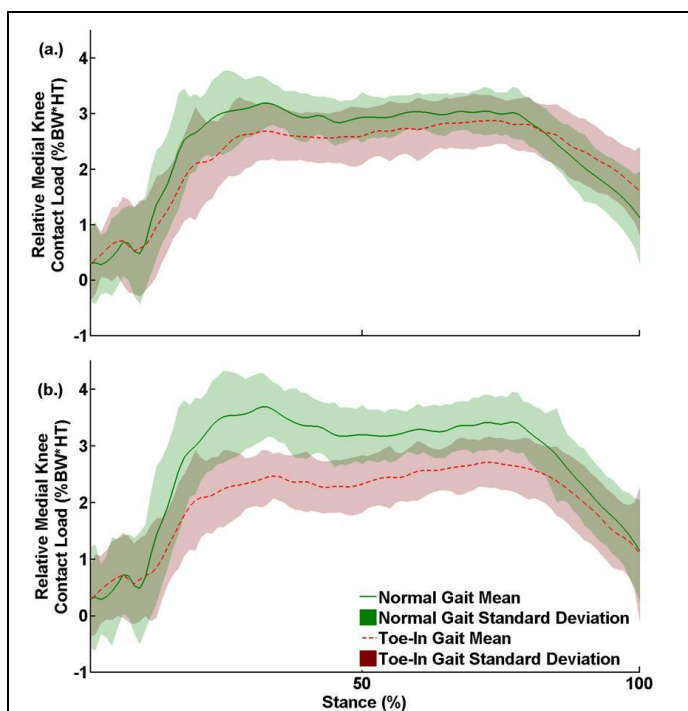 (a.)
4
3
2
1
0
-1
Relative Medial Knee
Contact Load (%BW*HT)
(b.)
4
3
2
1
0
-1
Relative Medial Knee
Contact Load (%BW*HT)
Normal Gait Mean
Normal Gait Standard Deviation
Toe-In Gait Mean
Toe-In Gait Standard Deviation
50
100
Stance (%)